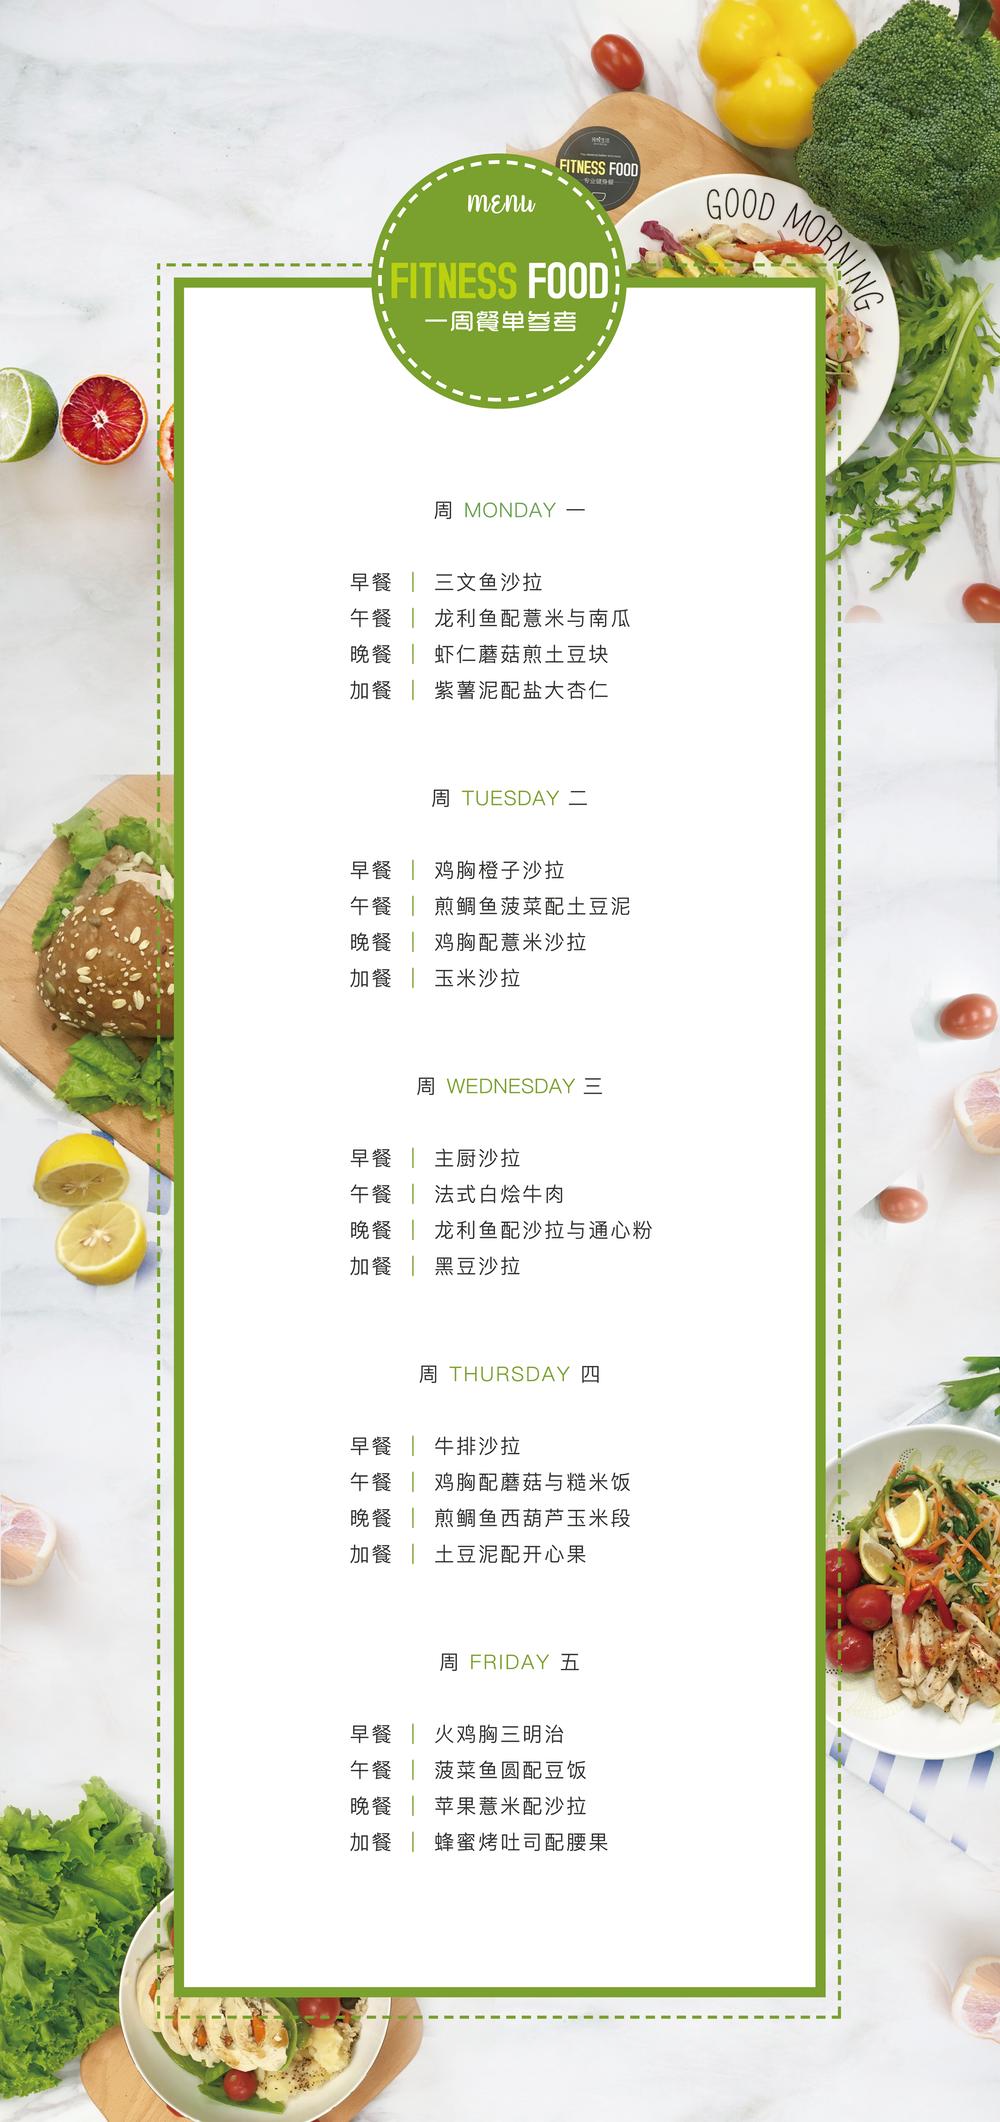 GOOD MORNING
FITNESS FOOD
专业健身餐
menu
FITNESS FOOD
一周餐单参考
周 MONDAY 一
早餐 | 三文鱼沙拉
午餐 | 龙利鱼配薏米与南瓜
晚餐 | 虾仁蘑菇煎土豆块
加餐 | 紫薯泥配盐大杏仁
周 TUESDAY 二
早餐 | 鸡胸橙子沙拉
午餐 | 煎鲷鱼菠菜配土豆泥
晚餐 | 鸡胸配薏米沙拉
加餐 | 玉米沙拉
周 WEDNESDAY 三
早餐 | 主厨沙拉
午餐 | 法式白烩牛肉
晚餐 | 龙利鱼配沙拉与通心粉
加餐 | 黑豆沙拉
周 THURSDAY 四
早餐 | 牛排沙拉
午餐 | 鸡胸配蘑菇与糙米饭
晚餐 | 煎鲷鱼西葫芦玉米段
加餐 | 土豆泥配开心果
周 FRIDAY 五
早餐 | 火鸡胸三明治
午餐 | 菠菜鱼圆配豆饭
晚餐 | 苹果薏米配沙拉
加餐 | 蜂蜜烤吐司配腰果